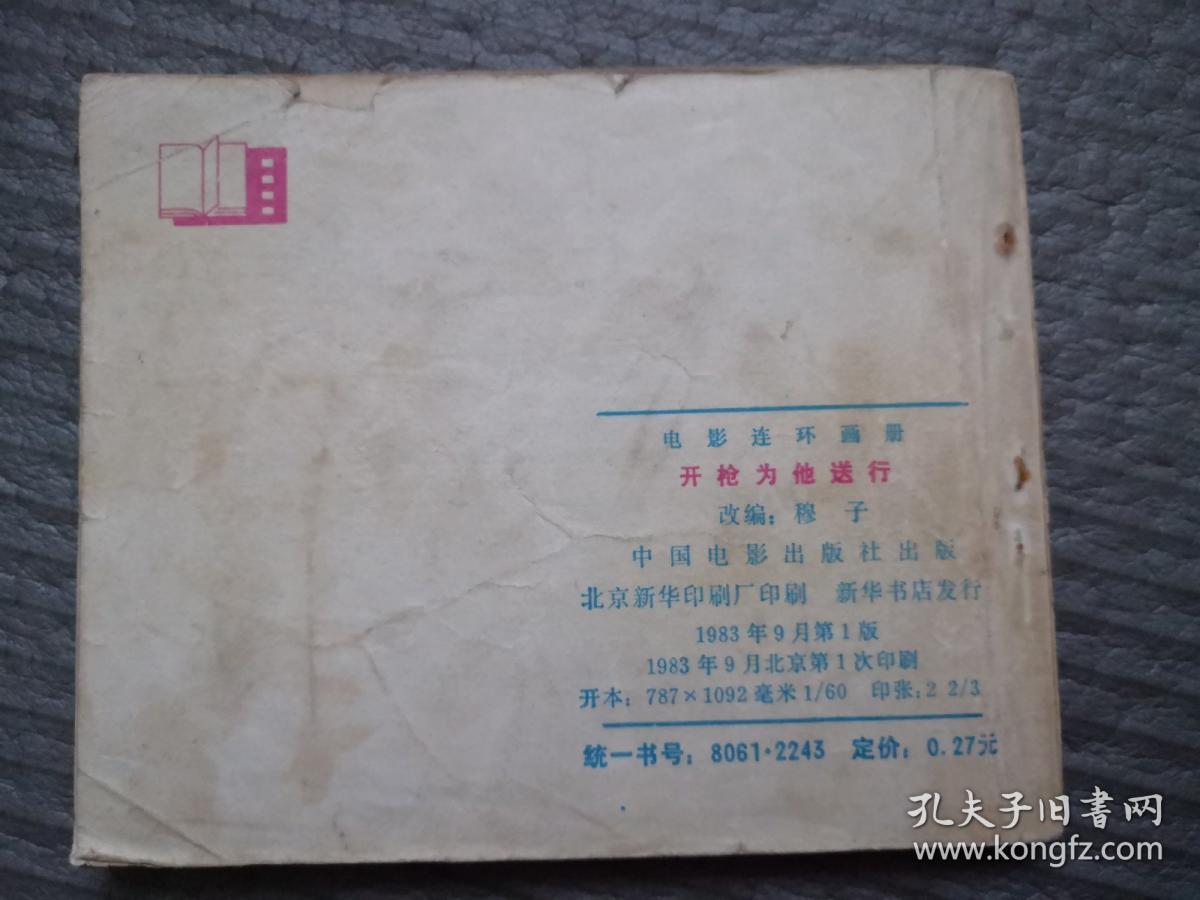 电影连环画册
开枪为他送行
改编：穆 子
中国电影出版社出版
北京新华印刷厂印刷 新华书店发行
1983年9月第1版
1983年9月北京第1次印刷
开本：787×1092毫米1/60 印张：2 2/3
统一书号：8061·2243 定价：0.27元
孔夫子旧书网
www.kongfz.com